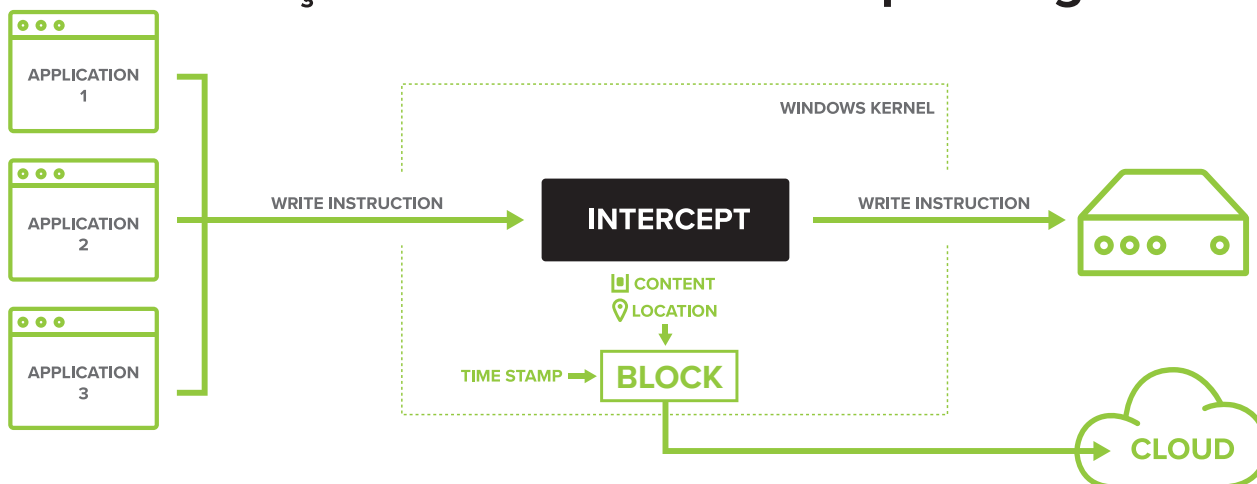 APPLICATION
1
WINDOWS KERNEL
APPLICATION
2
WRITE INSTRUCTION
INTERCEPT
WRITE INSTRUCTION
CONTENT
LOCATION
APPLICATION
3
TIME STAMP
BLOCK
CLOUD